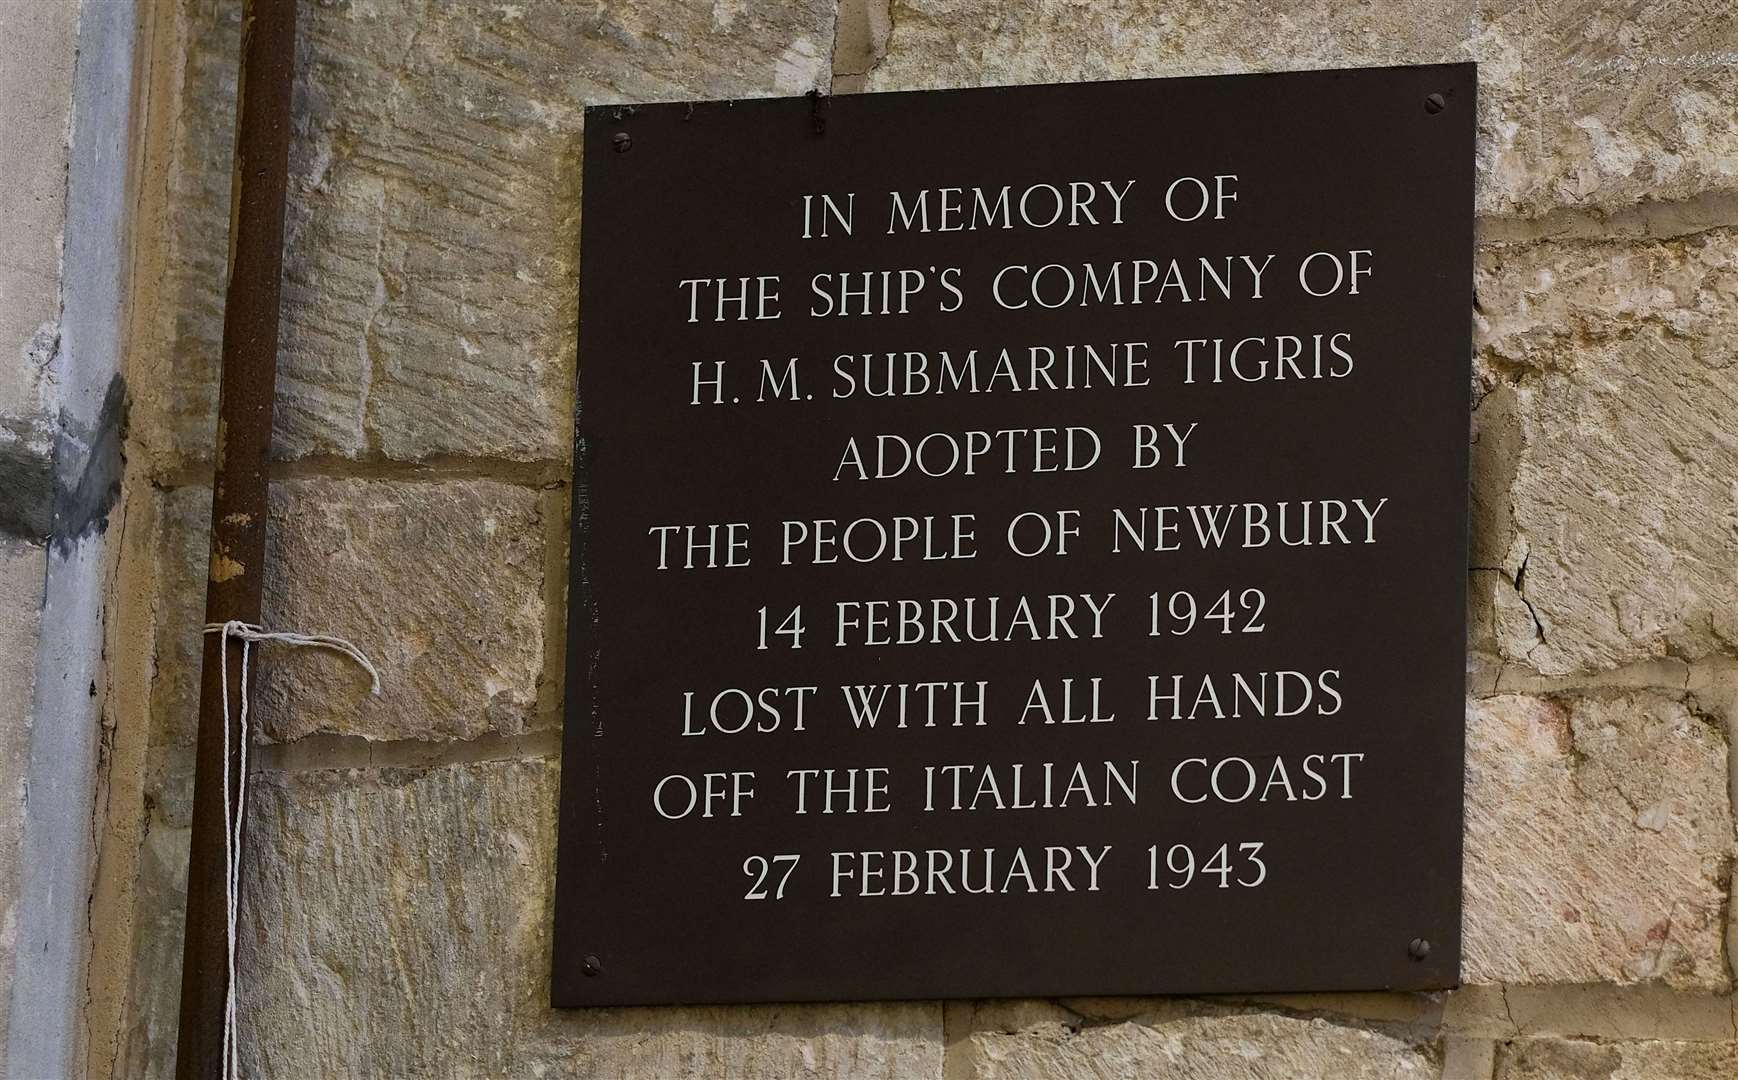 IN MEMORY OF
THE SHIP'S COMPANY OF
H. M. SUBMARINE TIGRIS
ADOPTED BY
THE PEOPLE OF NEWBURY
14 FEBRUARY 1942
LOST WITH ALL HANDS
OFF THE ITALIAN COAST
27 FEBRUARY 1943